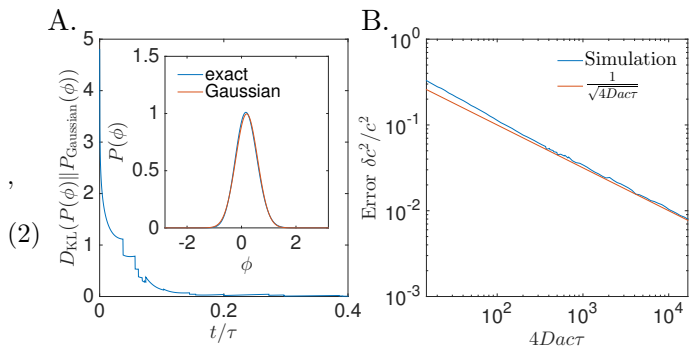 A.
B.
,
(2)
D_KL(P(ϕ)||P_Gaussian(ϕ))
5
4
3
2
1
0
0
0.2
0.4
t/τ
1.5
1
0.5
0
P(ϕ)
exact
Gaussian
-2
0
2
ϕ
Error δc²/c²
10^0
10^-1
10^-2
10^-3
Simulation
1/√4Dacτ
10^2
10^3
10^4
4Dacτ